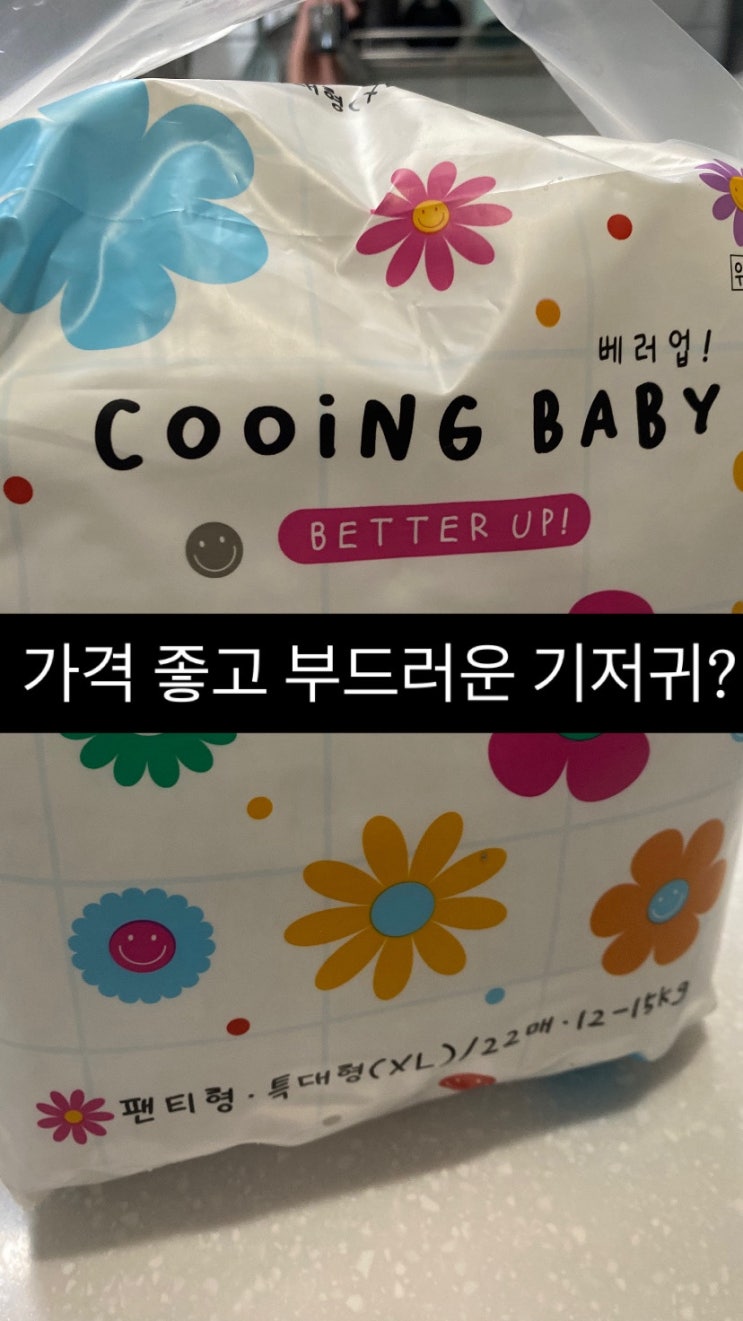 베러업!
COOiNG BABY
BETTER UP!
가격 좋고 부드러운 기저귀?
팬티형·특대형(XL)/22매·12-15kg